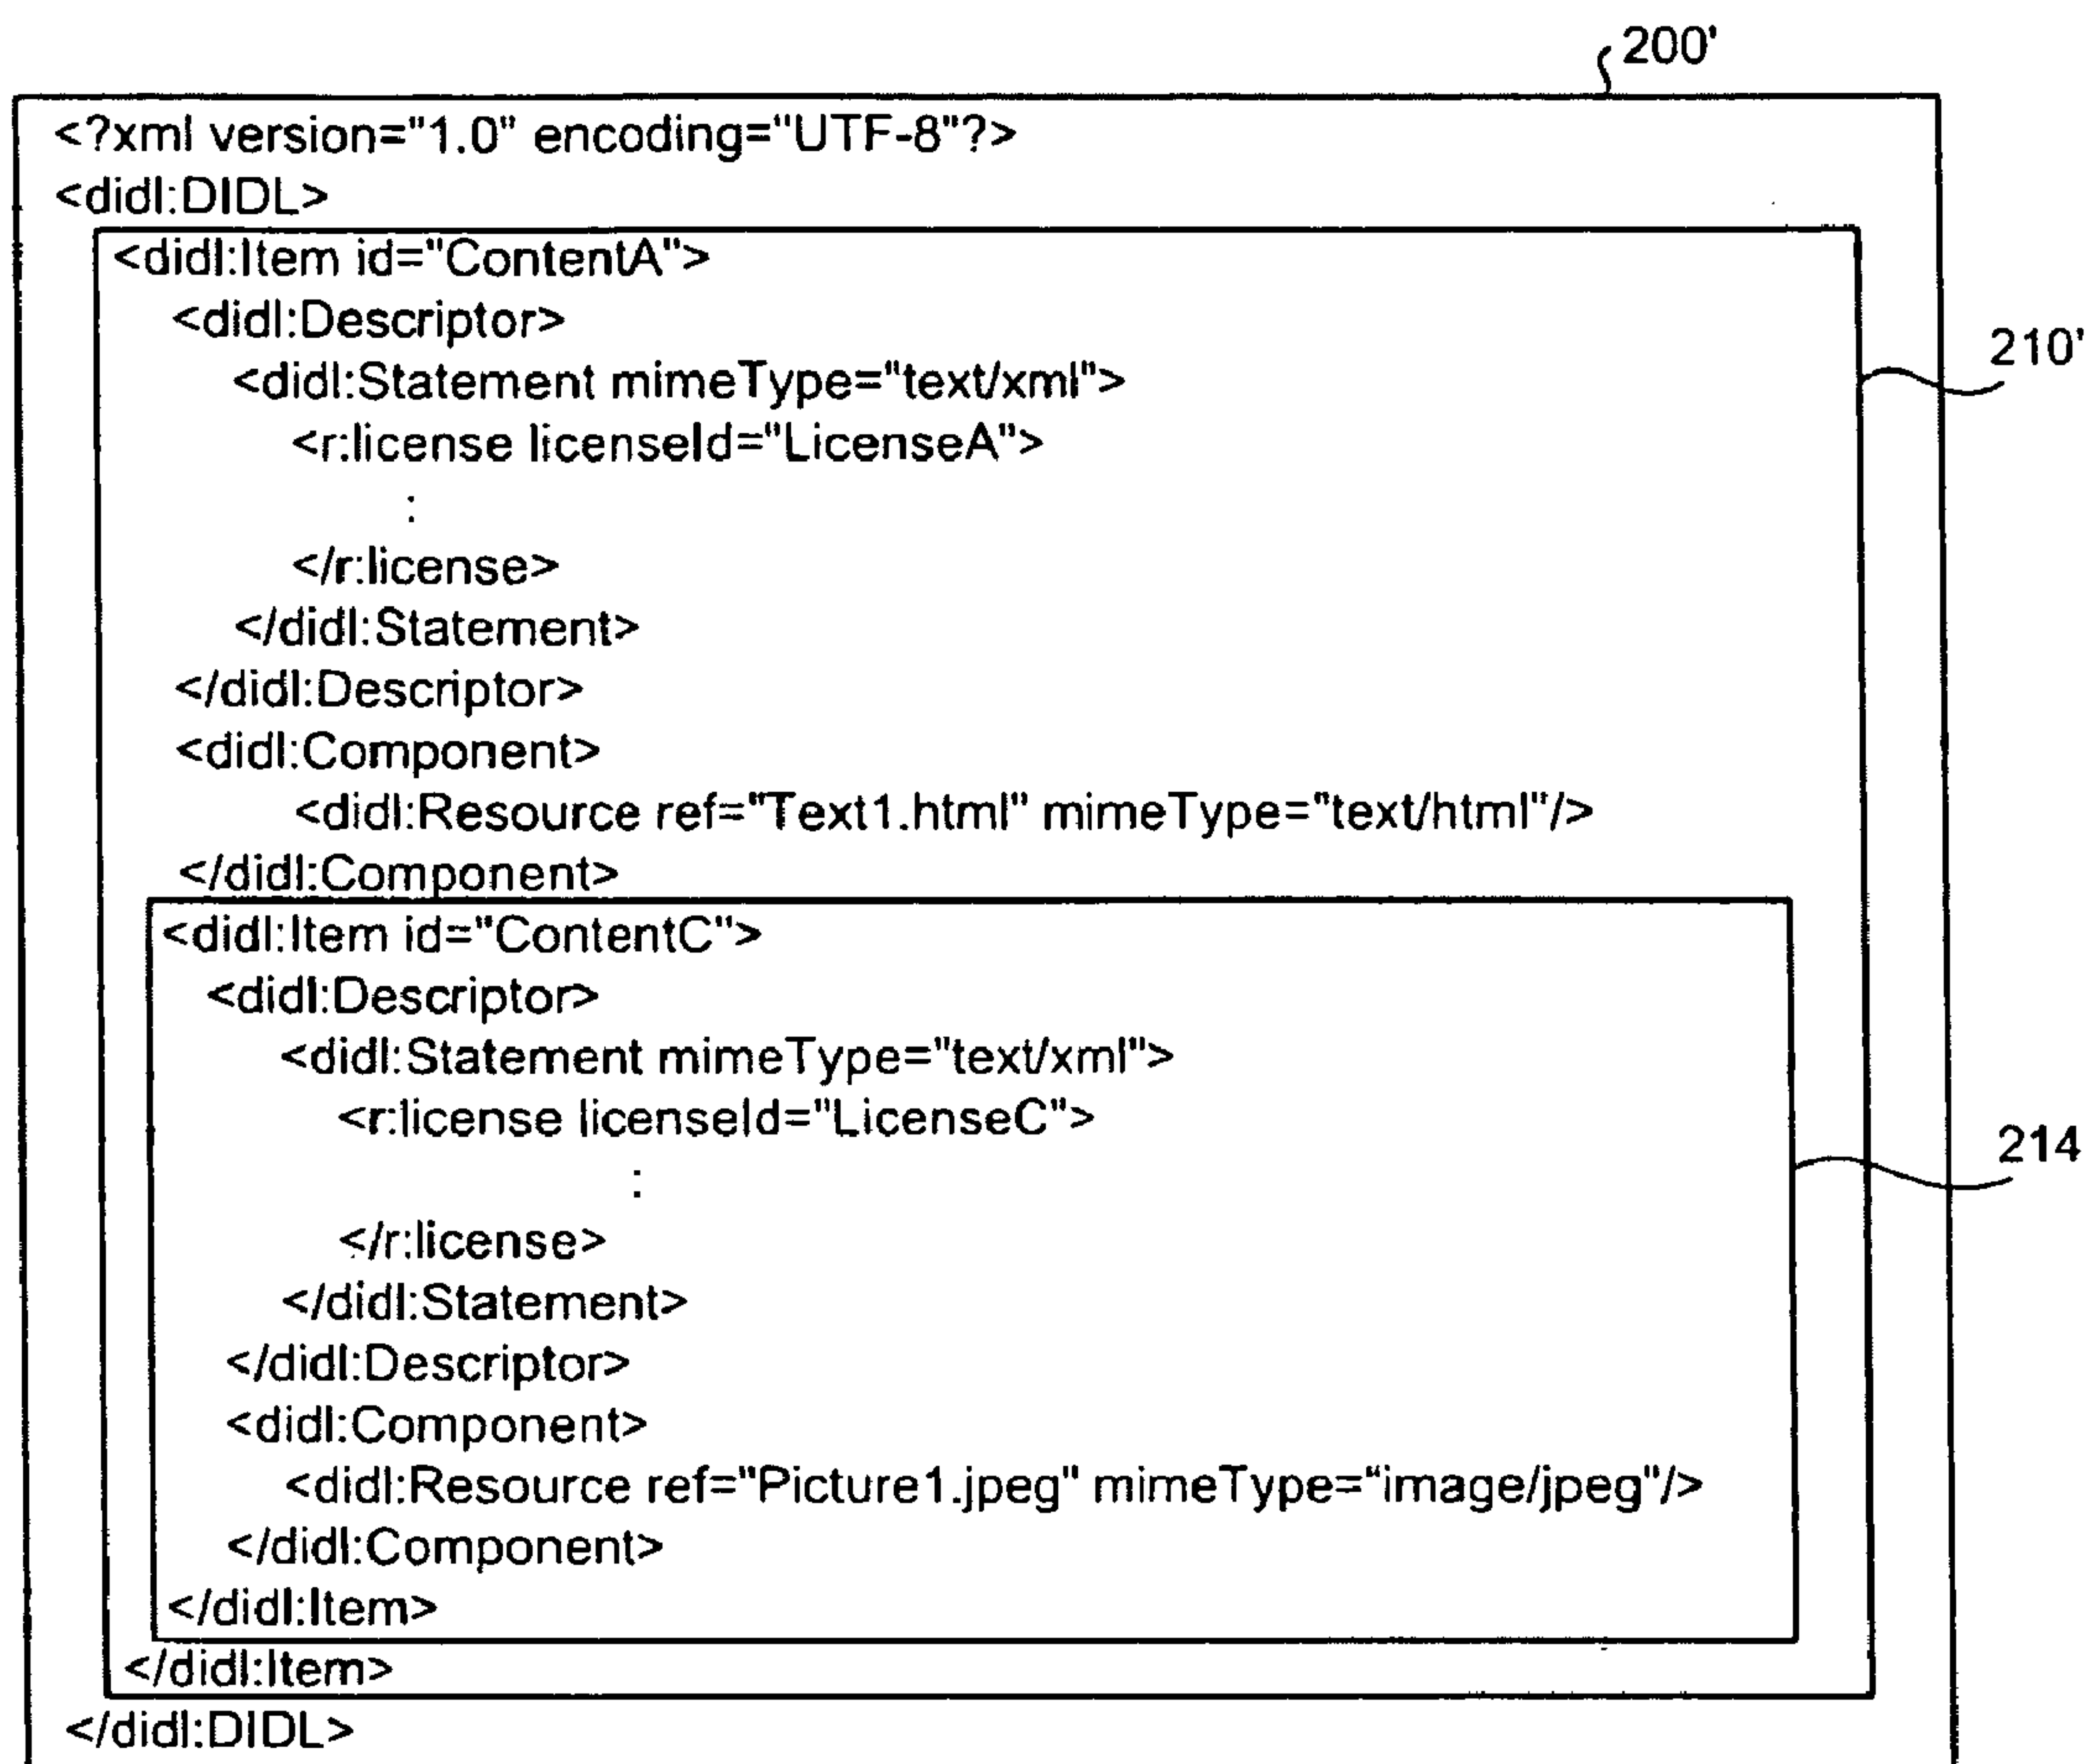 200'
<?xml version="1.0" encoding="UTF-8"?>
<didl:DIDL>
<didl:Item id="ContentA">
<didl:Descriptor>
210'
<didl:Statement mimeType="text/xml">
<r:license licenseId="LicenseA">
:
</r:license>
</didl:Statement>
</didl:Descriptor>
<didl:Component>
<didl:Resource ref="Text1.html" mimeType="text/html"/>
</didl:Component>
<didl:Item id="ContentC">
<didl:Descriptor>
<didl:Statement mimeType="text/xml">
<r:license licenseId="LicenseC">
214
:
</r:license>
</didl:Statement>
</didl:Descriptor>
<didl:Component>
<didl:Resource ref="Picture1.jpeg" mimeType="image/jpeg"/>
</didl:Component>
</didl:Item>
</didl:Item>
</didl:DIDL>